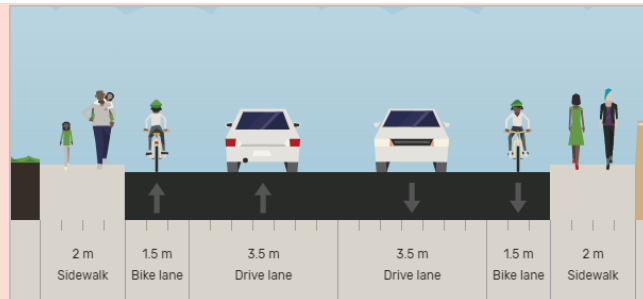 2 m
Sidewalk
1.5 m
Bike lane
3.5 m
Drive lane
3.5 m
Drive lane
1.5 m
Bike lane
2 m
Sidewalk